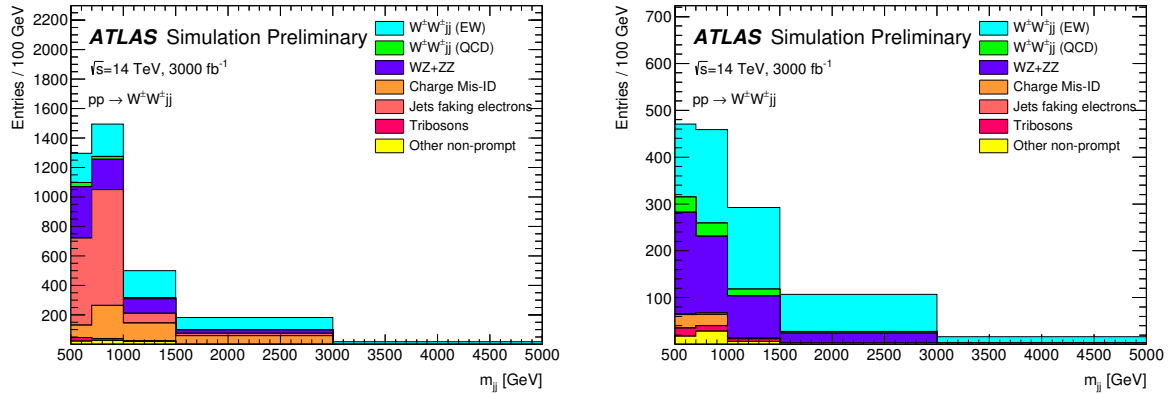 Entries / 100 GeV
2200
2000
1800
1600
1400
1200
1000
800
600
400
200
ATLAS Simulation Preliminary
√s=14 TeV, 3000 fb⁻¹
pp → W±W±jj
W±W±jj (EW)
W±W±jj (QCD)
WZ+ZZ
Charge Mis-ID
Jets faking electrons
Tribosons
Other non-prompt
500 1000 1500 2000 2500 3000 3500 4000 4500 5000
m_jj [GeV]
Entries / 100 GeV
700
600
500
400
300
200
100
ATLAS Simulation Preliminary
√s=14 TeV, 3000 fb⁻¹
pp → W±W±jj
W±W±jj (EW)
W±W±jj (QCD)
WZ+ZZ
Charge Mis-ID
Jets faking electrons
Tribosons
Other non-prompt
500 1000 1500 2000 2500 3000 3500 4000 4500 5000
m_jj [GeV]